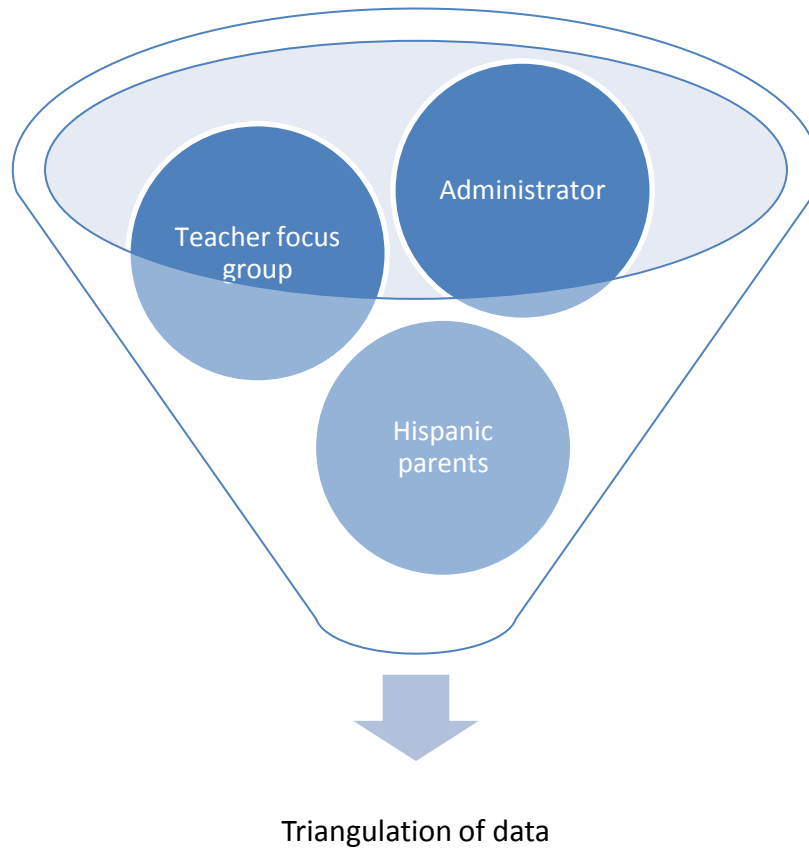 Administrator
Teacher focus
group
Hispanic
parents
Triangulation of data